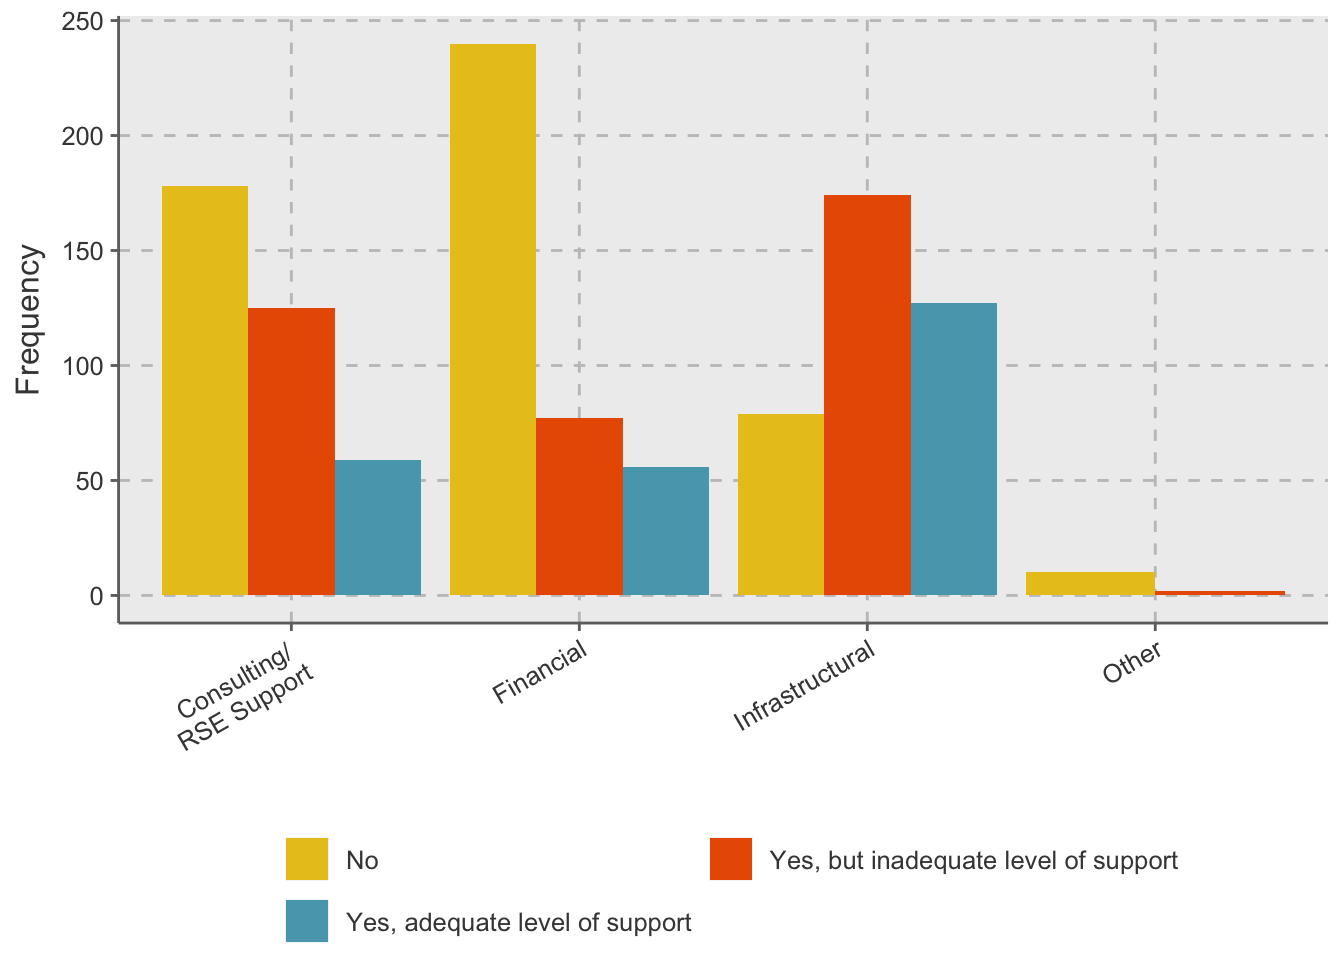 Frequency
250
200
150
100
50
0
Consulting/
RSE Support
Financial
Infrastructural
Other
No
Yes, but inadequate level of support
Yes, adequate level of support